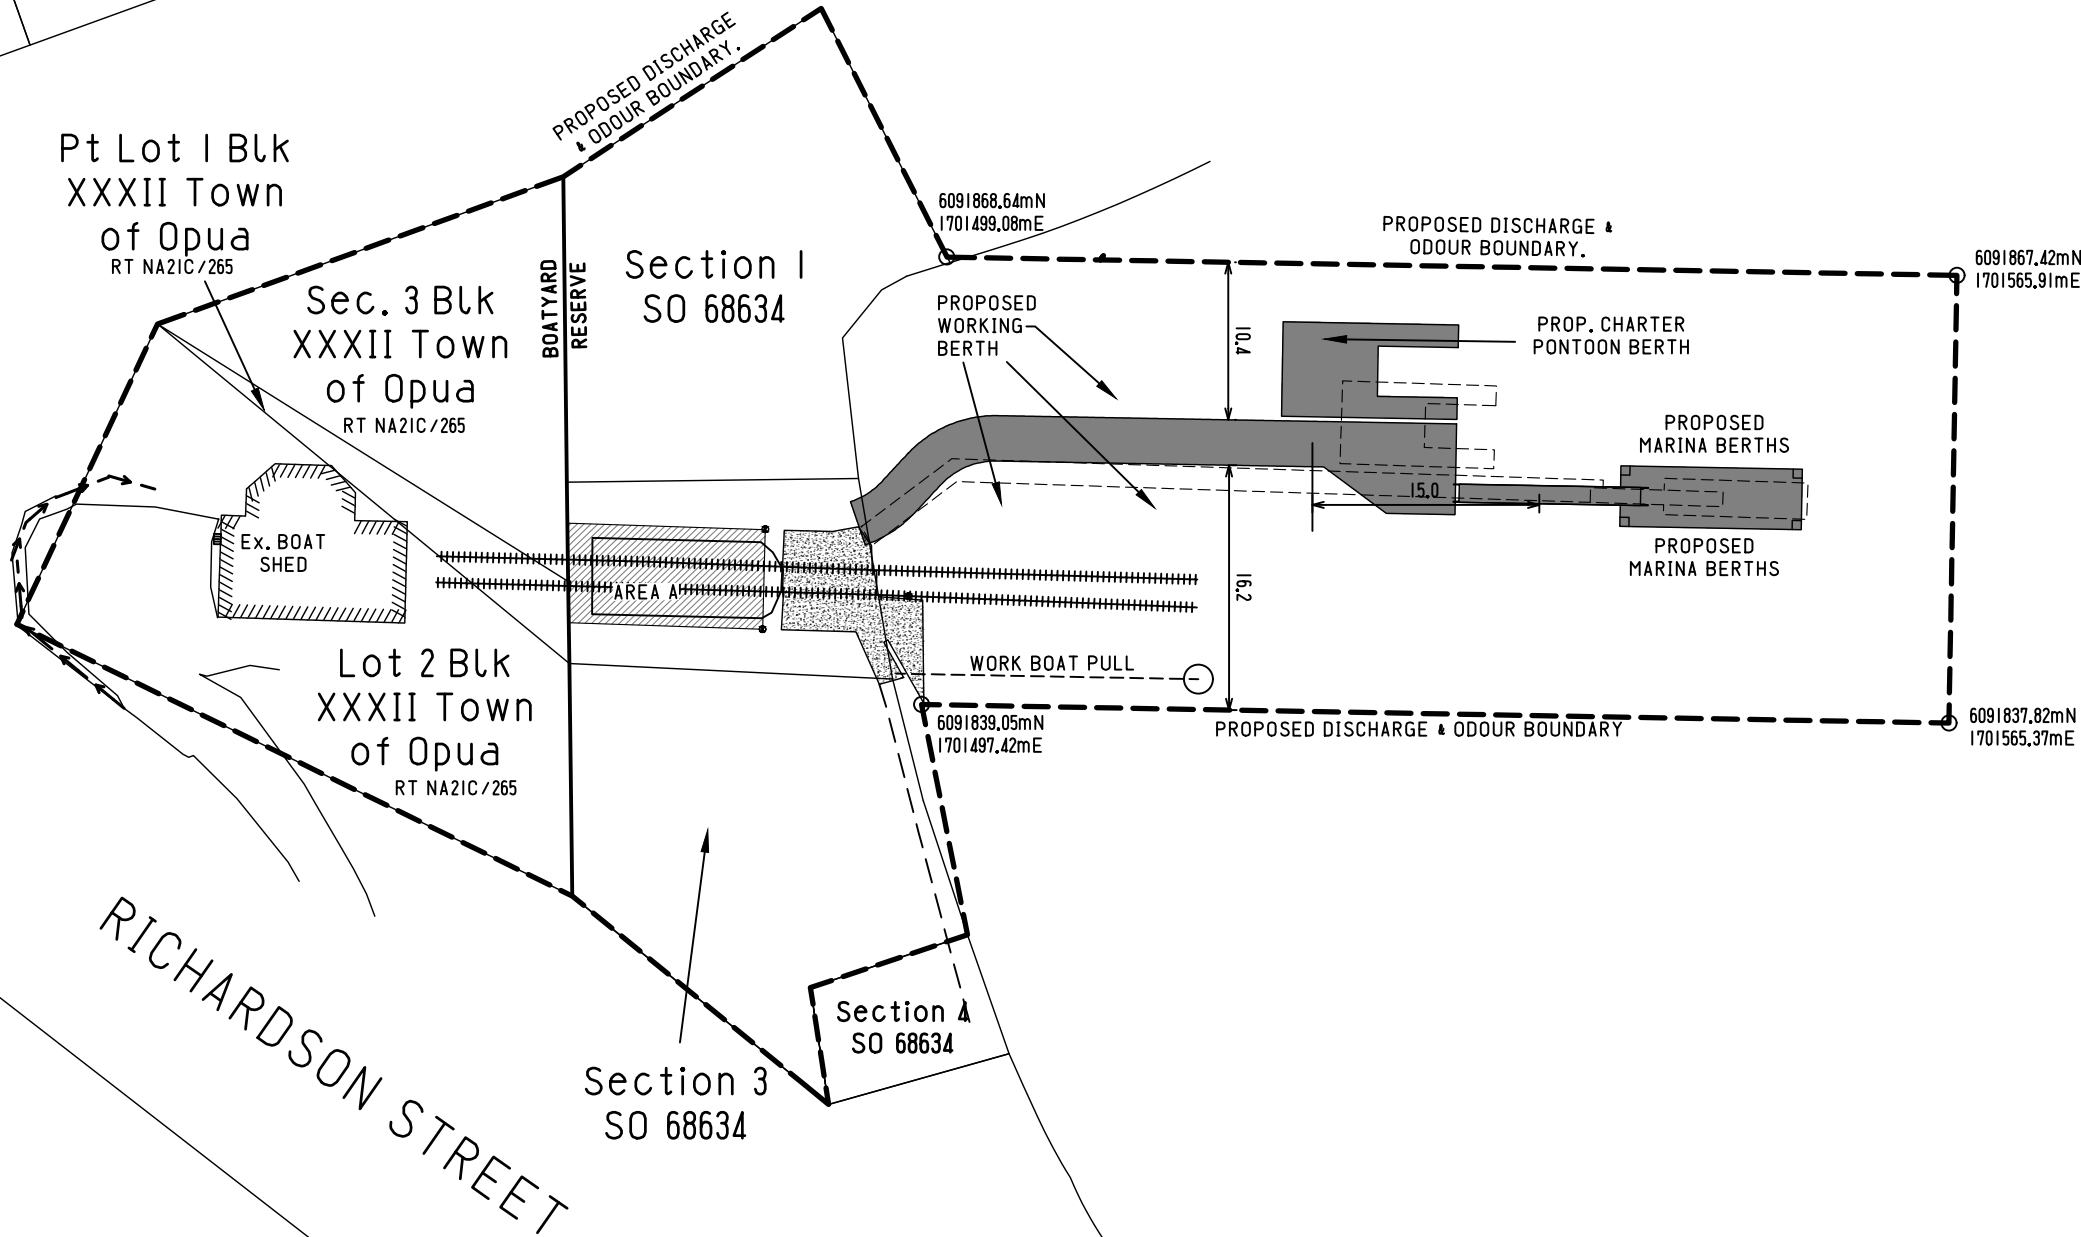 PROPOSED DISCHARGE
& ODOUR BOUNDARY.
Pt Lot 1 Blk
XXXII Town
of Opua
RT NA21C/265
Sec. 3 Blk
XXXII Town
of Opua
RT NA21C/265
BOATYARD
RESERVE
Section 1
SO 68634
6091868.64mN
1701499.08mE
PROPOSED DISCHARGE &
ODOUR BOUNDARY.
6091867.42mN
1701565.91mE
PROPOSED
WORKING
BERTH
10.4
PROP. CHARTER
PONTOON BERTH
PROPOSED
MARINA BERTHS
15.0
PROPOSED
MARINA BERTHS
16.2
Ex. BOAT
SHED
AREA A
WORK BOAT PULL
Lot 2 Blk
XXXII Town
of Opua
RT NA21C/265
6091839.05mN
1701497.42mE
PROPOSED DISCHARGE & ODOUR BOUNDARY
6091837.82mN
1701565.37mE
RICHARDSON STREET
Section 4
SO 68634
Section 3
SO 68634